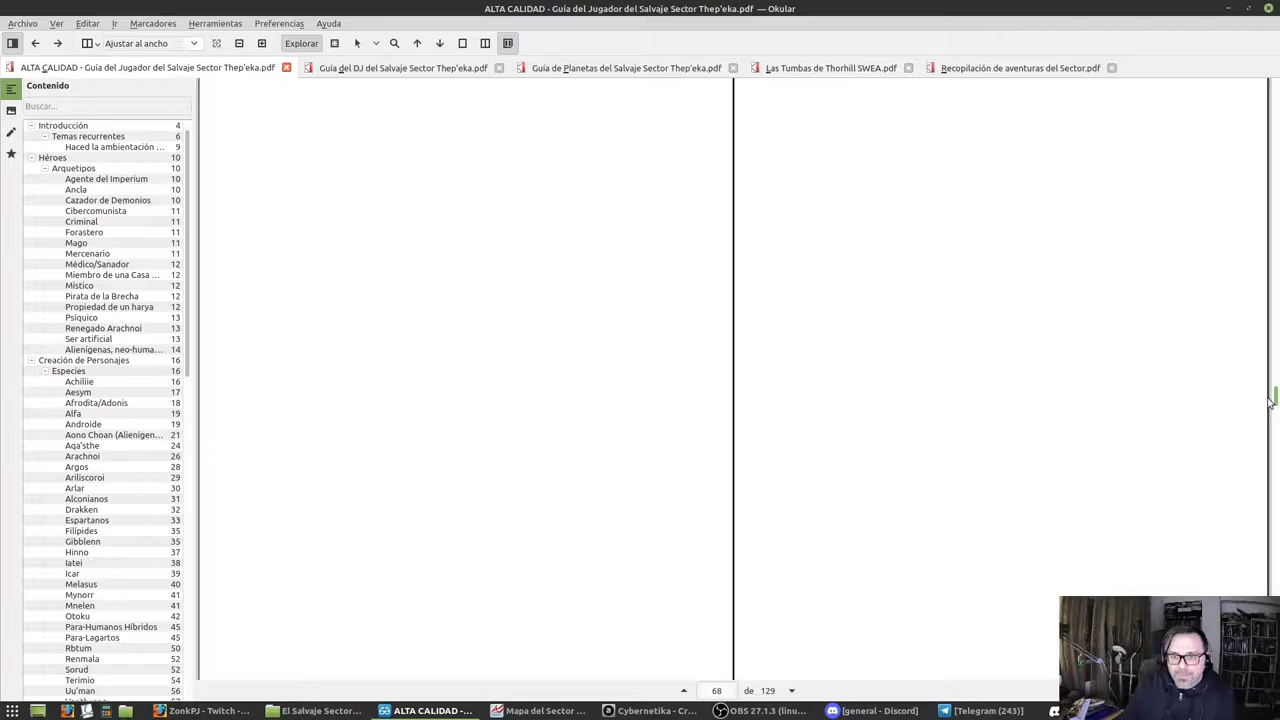 ALTA CALIDAD - Guía del Jugador del Salvaje Sector Thep'eka.pdf — Okular
Archivo Ver Editar Ir Marcadores Herramientas Preferencias Ayuda
Ajustar al ancho Explorar
ALTA CALIDAD - Guía del Jugador del Salvaje Sector Thep'eka.pdf Guía del DJ del Salvaje Sector Thep'eka.pdf Guía de Planetas del Salvaje Sector Thep'eka.pdf Las Tumbas de Thorhill SWEA.pdf Recopilación de aventuras del Sector.pdf
Contenido
Buscar...
Introducción 4
Temas recurrentes 6
Haced la ambientación ... 9
Héroes 10
Arquetipos 10
Agente del Imperium 10
Ancla 10
Cazador de Demonios 10
Cibercomunista 11
Criminal 11
Forastero 11
Mago 11
Mercenario 11
Médico/Sanador 12
Miembro de una Casa ... 12
Místico 12
Pirata de la Brecha 12
Propiedad de un harya 12
Psíquico 13
Renegado Arachnoi 13
Ser artificial 13
Alienígenas, neo-huma... 14
Creación de Personajes 16
Especies 16
Achiliie 16
Aesym 17
Afrodita/Adonis 18
Alfa 19
Androide 19
Aono Choan (Alienígen... 21
Aqa'sthe 24
Arachnoi 26
Argos 28
Ariliscoroi 29
Arlar 30
Alconianos 31
Drakken 32
Espartanos 33
Filípides 35
Gibblenn 35
Hinno 37
Iatei 38
Icar 39
Melasus 40
Mynorr 41
Mnelen 41
Otoku 42
Para-Humanos Híbridos 45
Para-Lagartos 45
Rbtum 50
Renmala 52
Sorud 52
Terimio 54
Uu'man 56
68 de 129
ZonkPJ - Twitch -... El Salvaje Sector... ALTA CALIDAD -... Mapa del Sector ... Cybernetika - Cr... OBS 27.1.3 (linu... [general - Discord] [Telegram (243)]